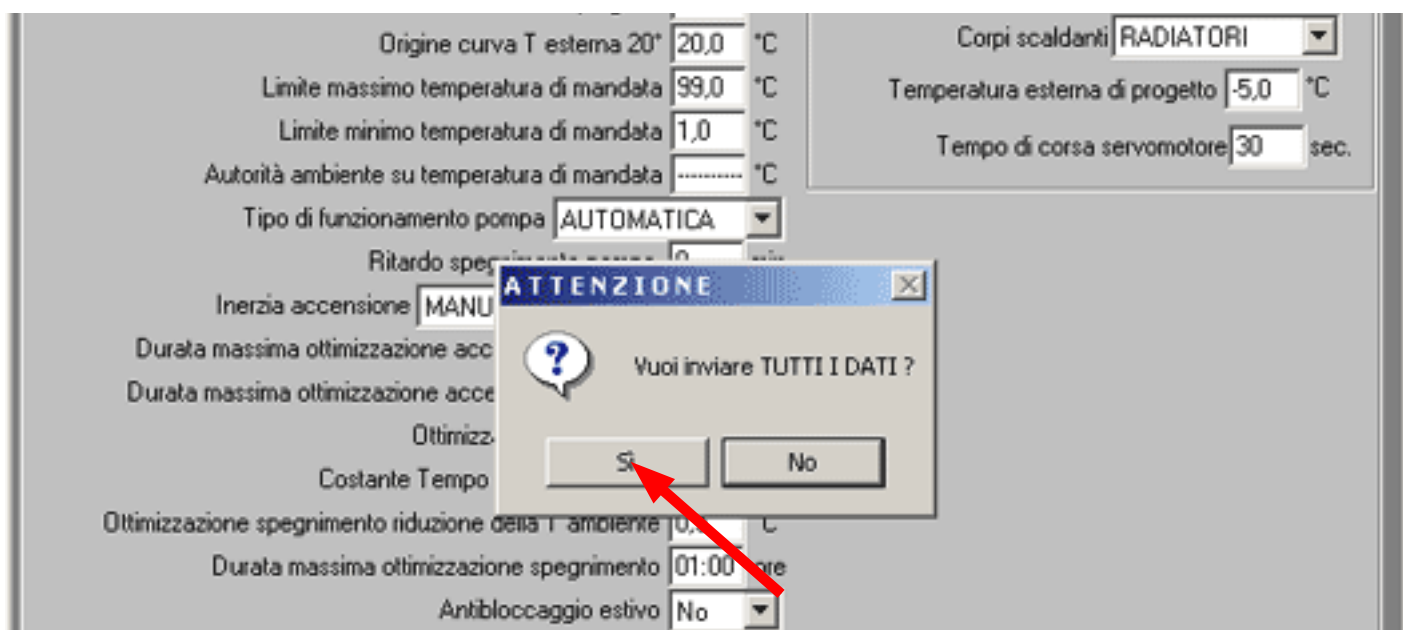 Origine curva T esterna 20° 20,0 °C
Limite massimo temperatura di mandata 99,0 °C
Limite minimo temperatura di mandata 1,0 °C
Autorità ambiente su temperatura di mandata ---------- °C
Tipo di funzionamento pompa AUTOMATICA
Ritardo
Inerzia accensione MANU
Durata massima ottimizzazione acc
Durata massima ottimizzazione acce
Ottimizz
Costante Tempo
Ottimizzazione spegnimento riduzione della T ambiente
Durata massima ottimizzazione spegnimento 01:00 ore
Antibloccaggio estivo No
Corpi scaldanti RADIATORI
Temperatura esterna di progetto -5,0 °C
Tempo di corsa servomotore 30 sec.
ATTENZIONE
Vuoi inviare TUTTI I DATI ?
Sì No